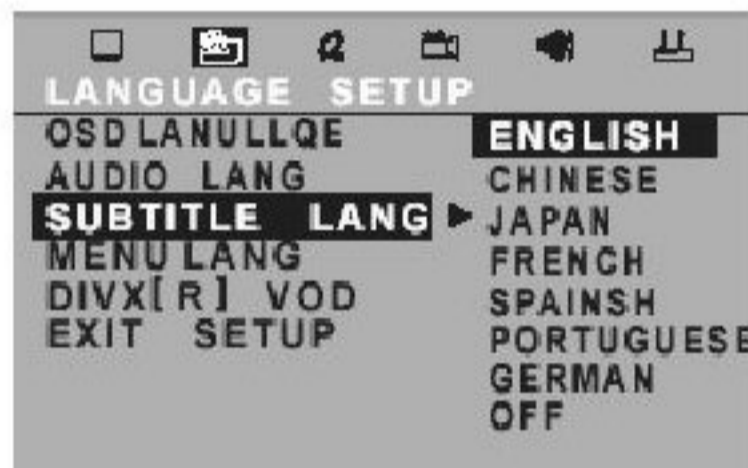 LANGUAGE SETUP
OSD LANULLQE
AUDIO LANG
SUBTITLE LANG
MENU LANG
DIVX[R] VOD
EXIT SETUP
ENGLISH
CHINESE
JAPAN
FRENCH
SPAINSH
PORTUGUESE
GERMAN
OFF